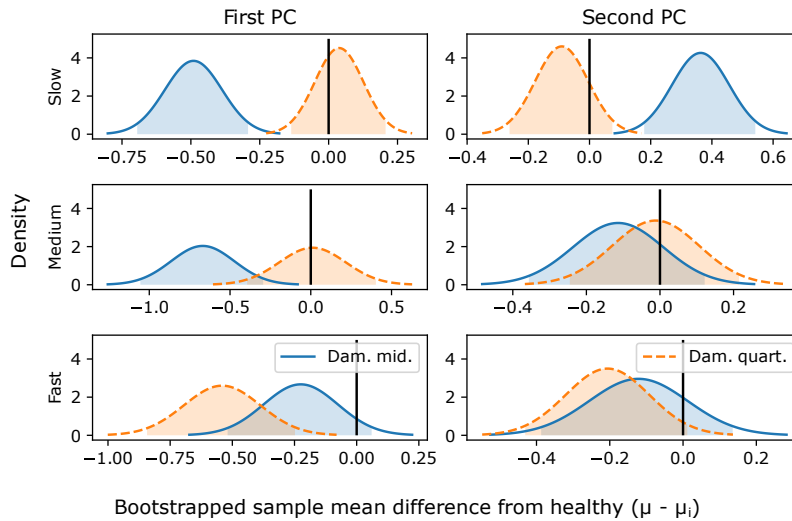 First PC
Second PC
Density
Slow
4
2
0
−0.75 −0.50 −0.25 0.00 0.25
4
2
0
−0.4 −0.2 0.0 0.2 0.4 0.6
Medium
4
2
0
−1.0 −0.5 0.0 0.5
4
2
0
−0.4 −0.2 0.0 0.2
Fast
4
2
0
Dam. mid.
−1.00 −0.75 −0.50 −0.25 0.00 0.25
4
2
0
Dam. quart.
−0.4 −0.2 0.0 0.2
Bootstrapped sample mean difference from healthy (μ - μᵢ)